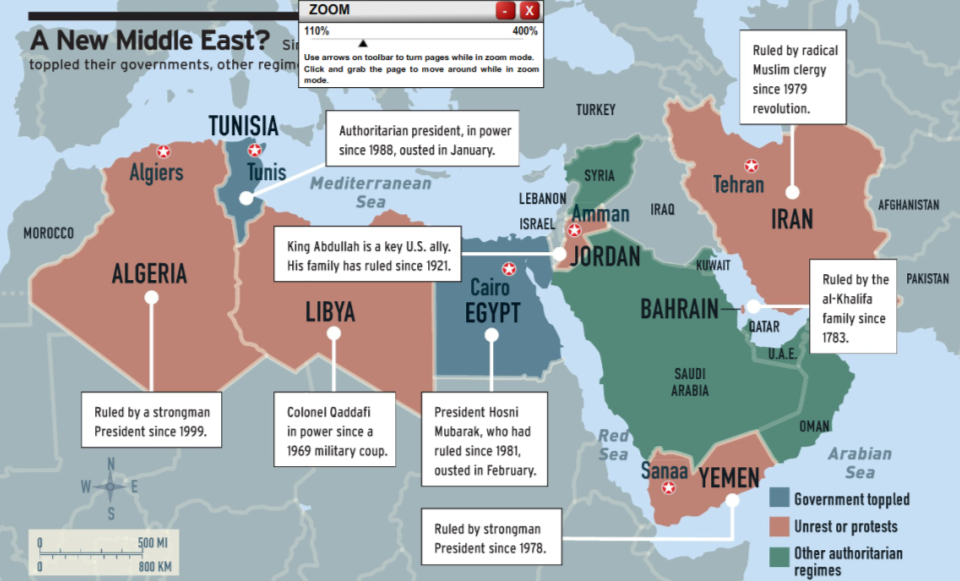 ZOOM
- X
110% 400%
Use arrows on toolbar to turn pages while in zoom mode.
Click and grab the page to move around while in zoom
mode.
A New Middle East?
toppled their governments, other
Ruled by radical
Muslim clergy
since 1979
revolution.
TURKEY
TUNISIA
Authoritarian president, in power
since 1988, ousted in January.
Algiers
Tunis
Mediterranean
Sea
SYRIA
LEBANON
Tehran
Amman
IRAQ
AFGHANISTAN
ISRAEL
IRAN
MOROCCO
King Abdullah is a key U.S. ally.
His family has ruled since 1921.
JORDAN
KUWAIT
ALGERIA
Cairo
EGYPT
LIBYA
BAHRAIN
QATAR
Ruled by the
al-Khalifa
family since
1783.
PAKISTAN
U.A.E.
SAUDI
ARABIA
OMAN
Ruled by a strongman
President since 1999.
Colonel Qaddafi
in power since a
1969 military coup.
President Hosni
Mubarak, who had
ruled since 1981,
ousted in February.
Red
Sea
Arabian
Sea
Sanaa
YEMEN
N
W E
S
Government toppled
Unrest or protests
Other authoritarian
regimes
Ruled by strongman
President since 1978.
0 500 MI
0 800 KM